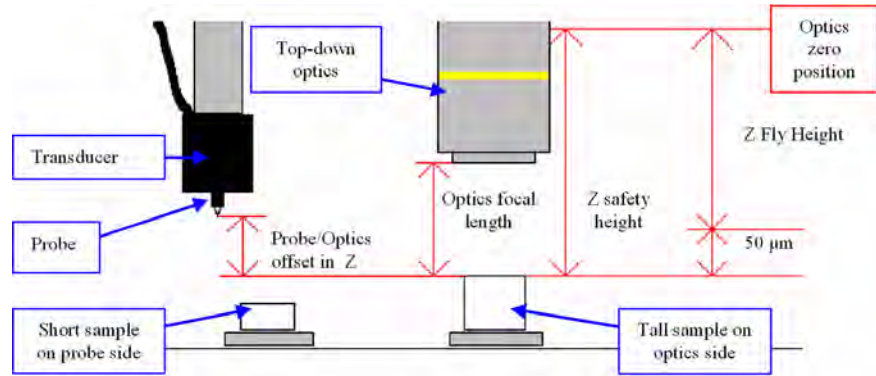 Top-down
optics
Optics
zero
position
Transducer
Z Fly Height
Optics focal
length
Z safety
height
Probe
Probe/Optics
offset in Z
50 μm
Short sample
on probe side
Tall sample on
optics side